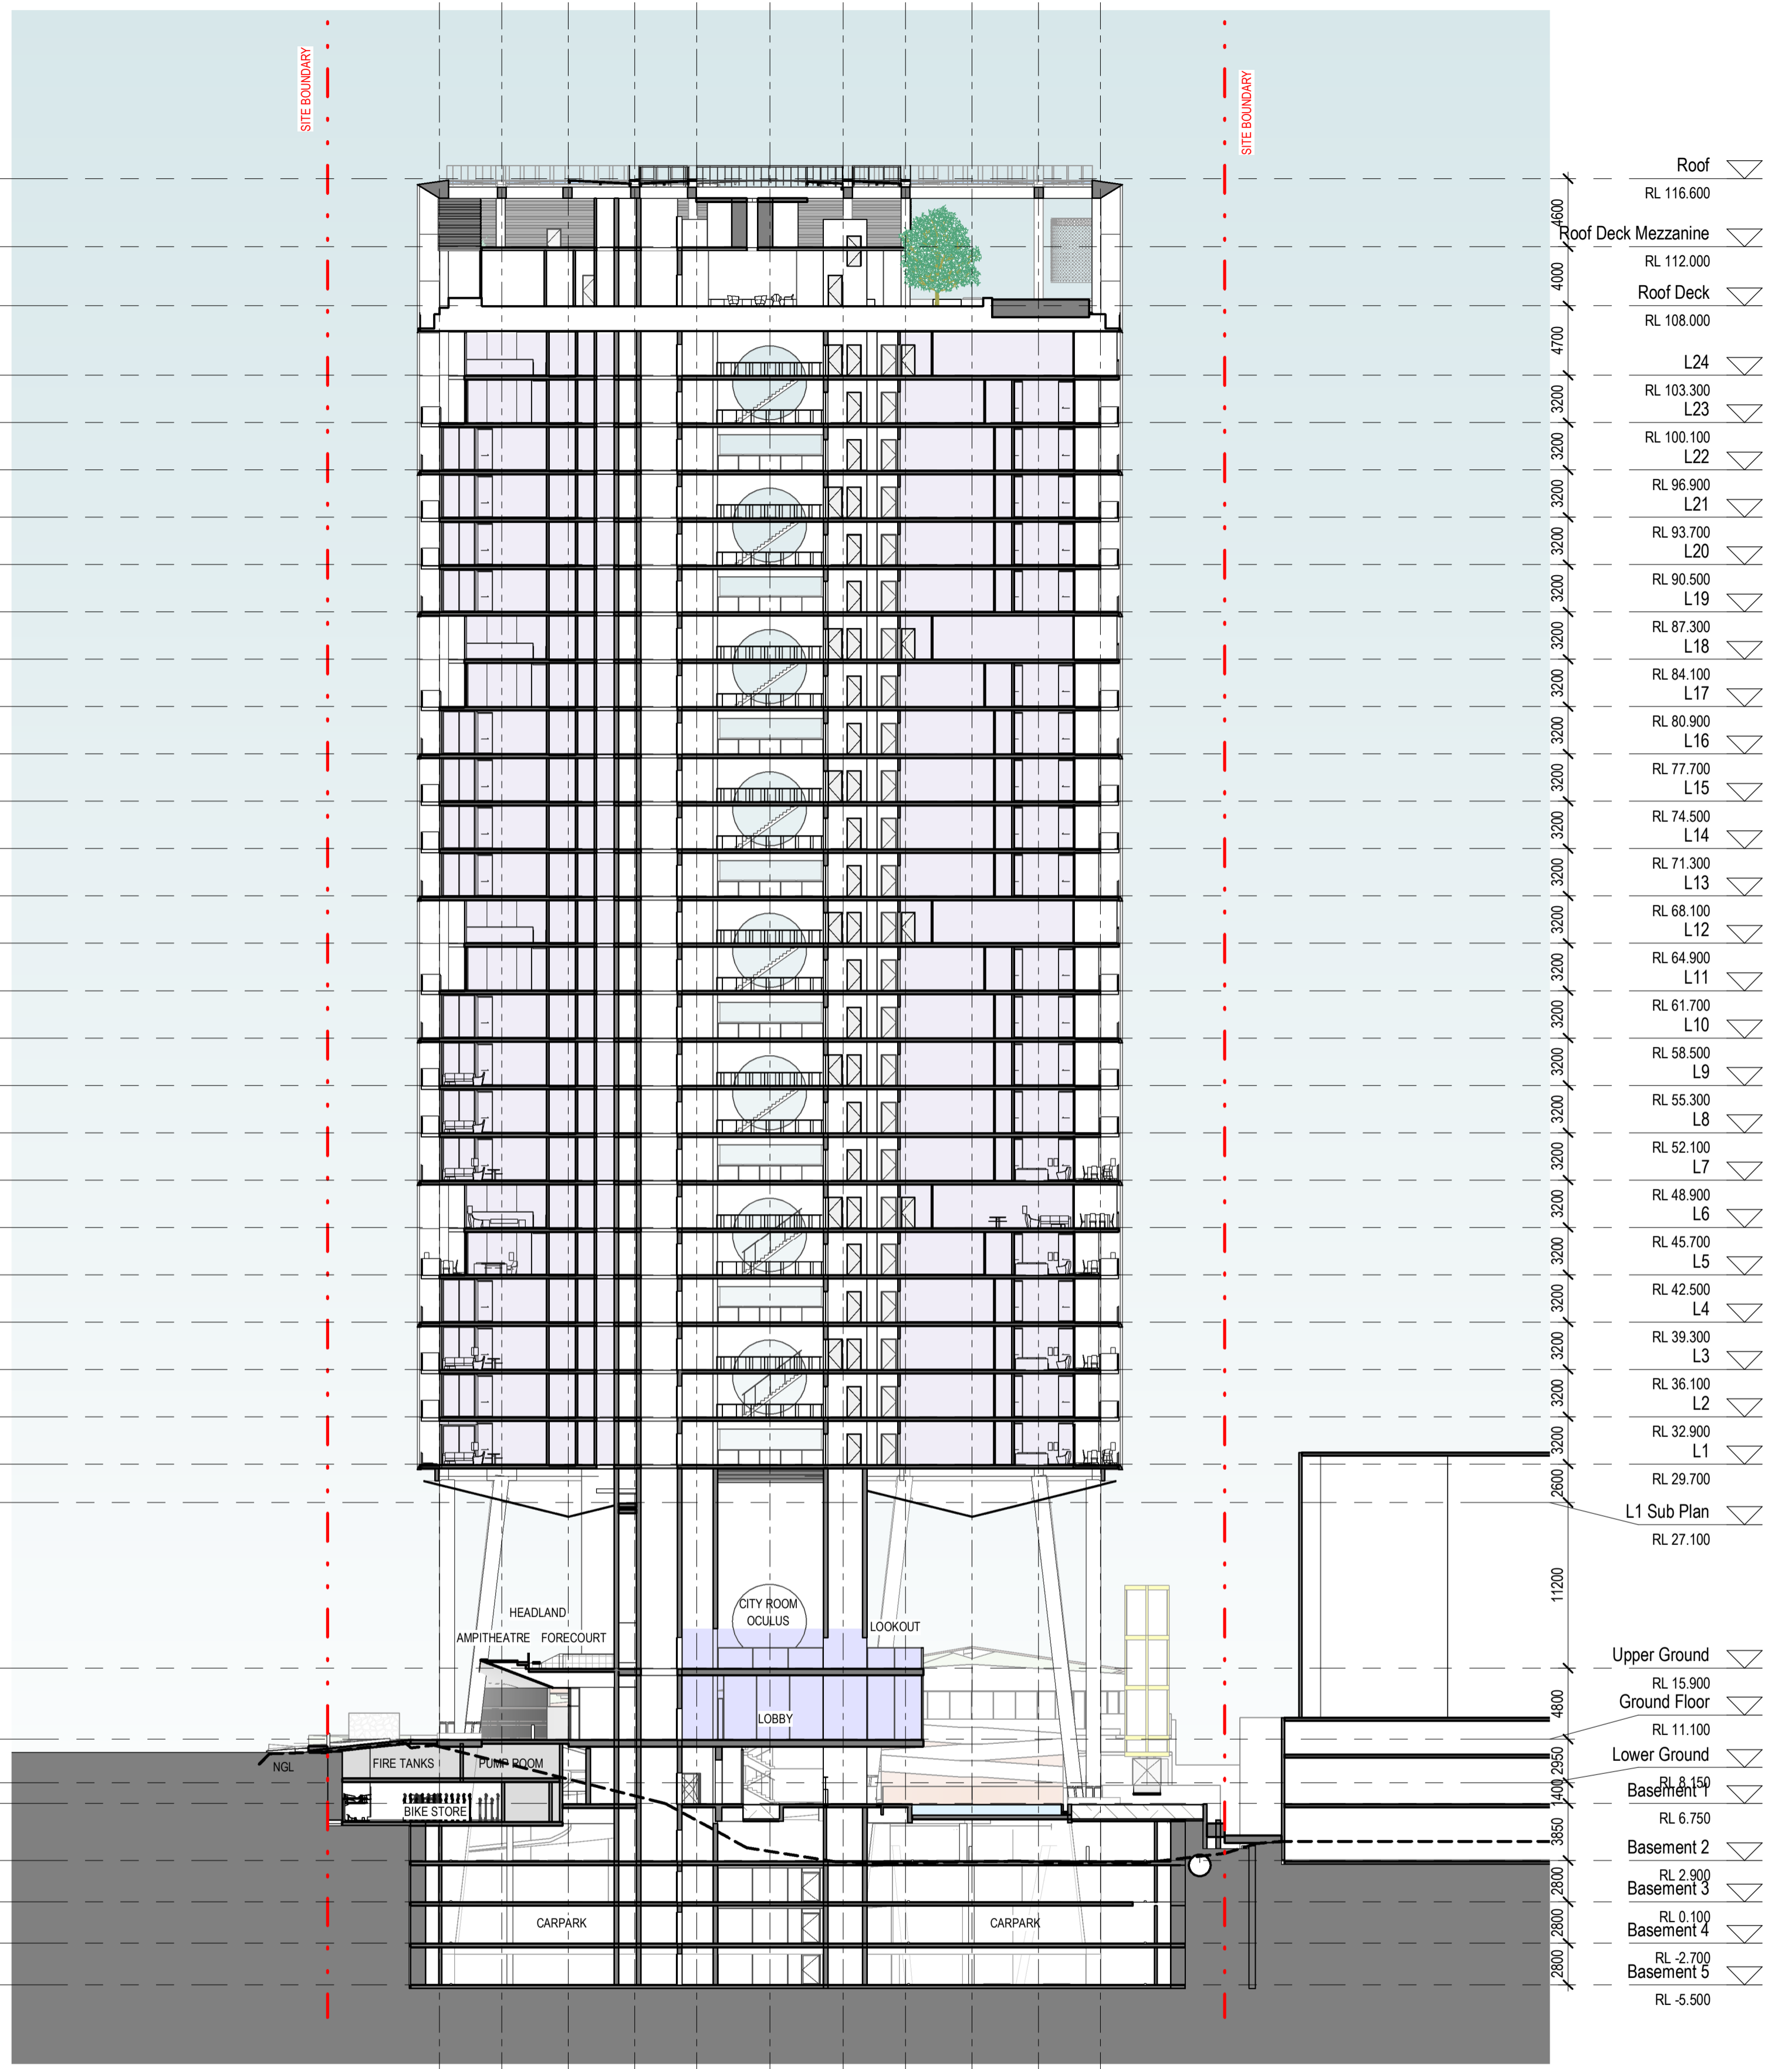 SITE BOUNDARY
SITE BOUNDARY
Roof
RL 116.600
4600
Roof Deck Mezzanine
RL 112.000
4000
Roof Deck
RL 108.000
4700
L24
RL 103.300
3200
L23
RL 100.100
3200
L22
RL 96.900
3200
L21
RL 93.700
3200
L20
RL 90.500
3200
L19
RL 87.300
3200
L18
RL 84.100
3200
L17
RL 80.900
3200
L16
RL 77.700
3200
L15
RL 74.500
3200
L14
RL 71.300
3200
L13
RL 68.100
3200
L12
RL 64.900
3200
L11
RL 61.700
3200
L10
RL 58.500
3200
L9
RL 55.300
3200
L8
RL 52.100
3200
L7
RL 48.900
3200
L6
RL 45.700
3200
L5
RL 42.500
3200
L4
RL 39.300
3200
L3
RL 36.100
3200
L2
RL 32.900
3200
L1
RL 29.700
2600
L1 Sub Plan
RL 27.100
11200
HEADLAND
AMPITHEATRE
FORECOURT
CITY ROOM
OCULUS
LOOKOUT
Upper Ground
RL 15.900
4800
Ground Floor
RL 11.100
LOBBY
2950
Lower Ground
RL 8.150
NGL
FIRE TANKS
PUMP ROOM
1400
Basement 1
RL 6.750
BIKE STORE
3850
Basement 2
RL 2.900
2800
Basement 3
RL 0.100
CARPARK
CARPARK
2800
Basement 4
RL -2.700
2800
Basement 5
RL -5.500